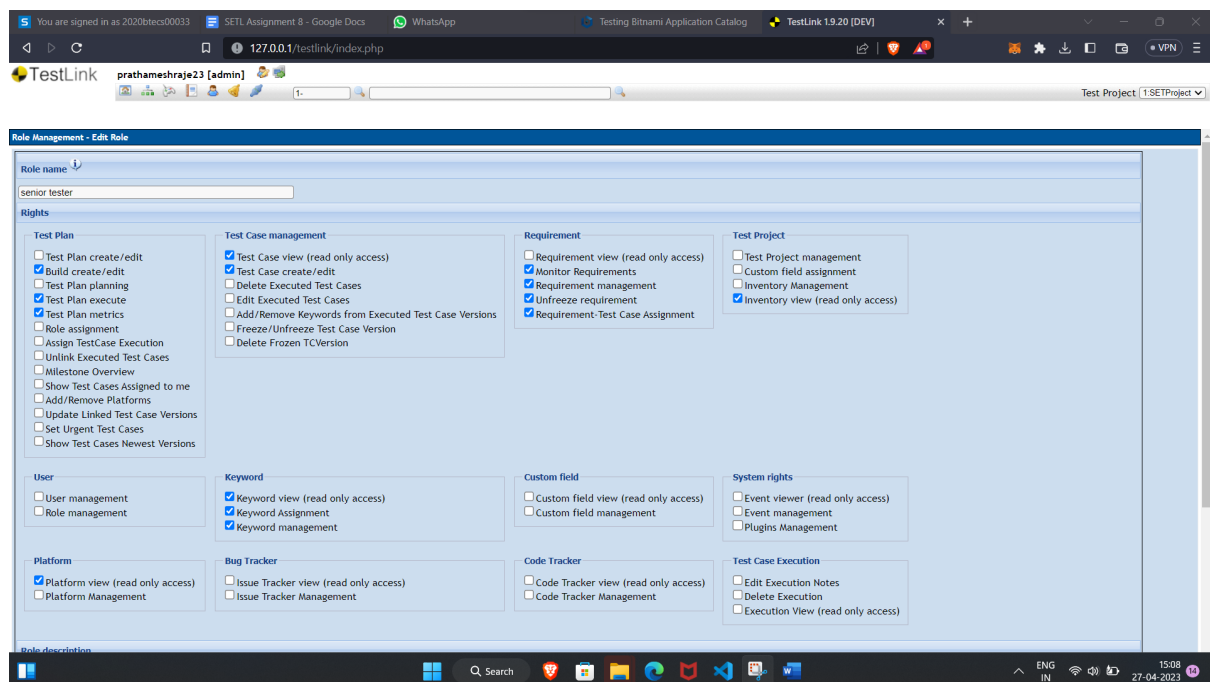 You are signed in as 2020btecs00033
SETL Assignment 8 - Google Docs
WhatsApp
Testing Bitnami Application Catalog
TestLink 1.9.20 [DEV]
127.0.0.1/testlink/index.php
VPN
TestLink
prathameshraje23 [admin]
1-
Test Project 1:SETProject
Role Management - Edit Role
Role name
senior tester
Rights
Test Plan
Test Plan create/edit
Build create/edit
Test Plan planning
Test Plan execute
Test Plan metrics
Role assignment
Assign TestCase Execution
Unlink Executed Test Cases
Milestone Overview
Show Test Cases Assigned to me
Add/Remove Platforms
Update Linked Test Case Versions
Set Urgent Test Cases
Show Test Cases Newest Versions
Test Case management
Test Case view (read only access)
Test Case create/edit
Delete Executed Test Cases
Edit Executed Test Cases
Add/Remove Keywords from Executed Test Case Versions
Freeze/Unfreeze Test Case Version
Delete Frozen TCVersion
Requirement
Requirement view (read only access)
Monitor Requirements
Requirement management
Unfreeze requirement
Requirement-Test Case Assignment
Test Project
Test Project management
Custom field assignment
Inventory Management
Inventory view (read only access)
User
User management
Role management
Keyword
Keyword view (read only access)
Keyword Assignment
Keyword management
Custom field
Custom field view (read only access)
Custom field management
System rights
Event viewer (read only access)
Event management
Plugins Management
Platform
Platform view (read only access)
Platform Management
Bug Tracker
Issue Tracker view (read only access)
Issue Tracker Management
Code Tracker
Code Tracker view (read only access)
Code Tracker Management
Test Case Execution
Edit Execution Notes
Delete Execution
Execution View (read only access)
Role description
Search
ENG
IN
15:08
27-04-2023
14